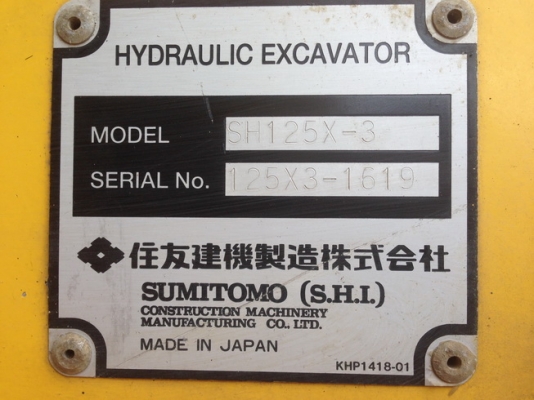 HYDRAULIC EXCAVATOR
MODEL SH125X-3
SERIAL No. 125X3-1619
住友建機製造株式会社
SUMITOMO (S.H.I.)
CONSTRUCTION MACHINERY
MANUFACTURING CO., LTD.
MADE IN JAPAN
KHP1418-01